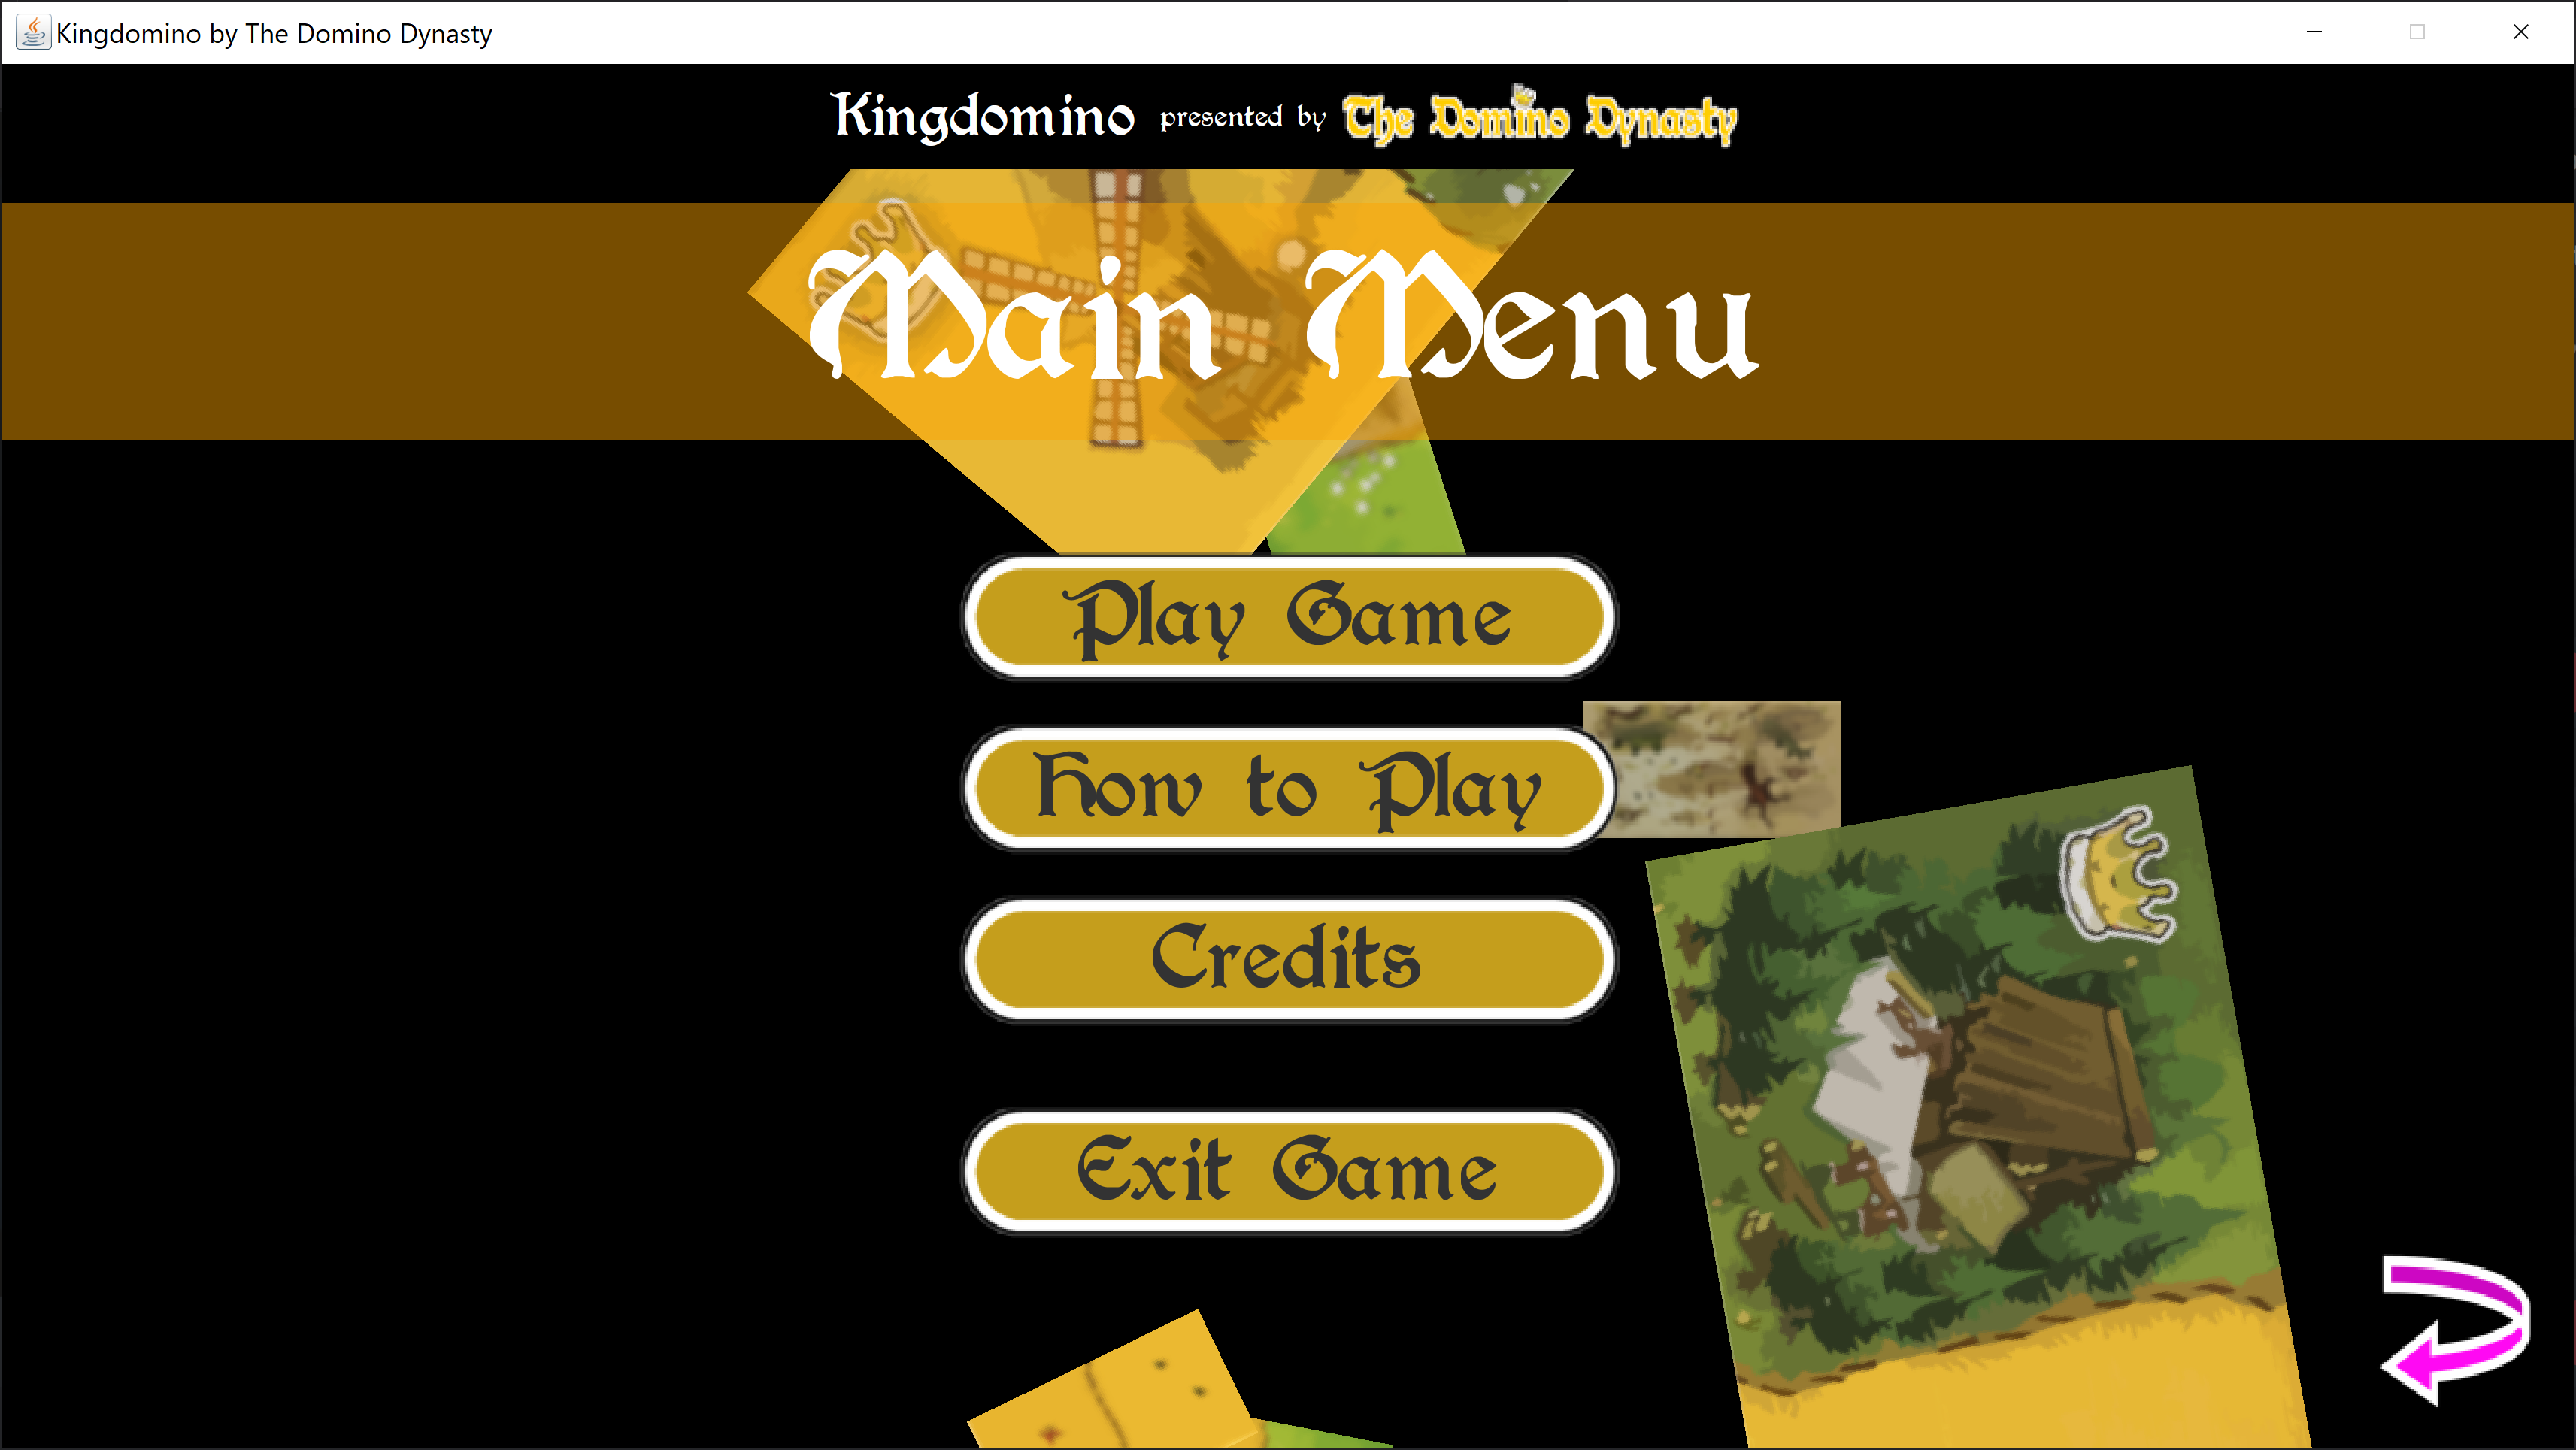 Kingdomino by The Domino Dynasty
Kingdomino presented by The Domino Dynasty
Main Menu
Play Game
How to Play
Credits
Exit Game